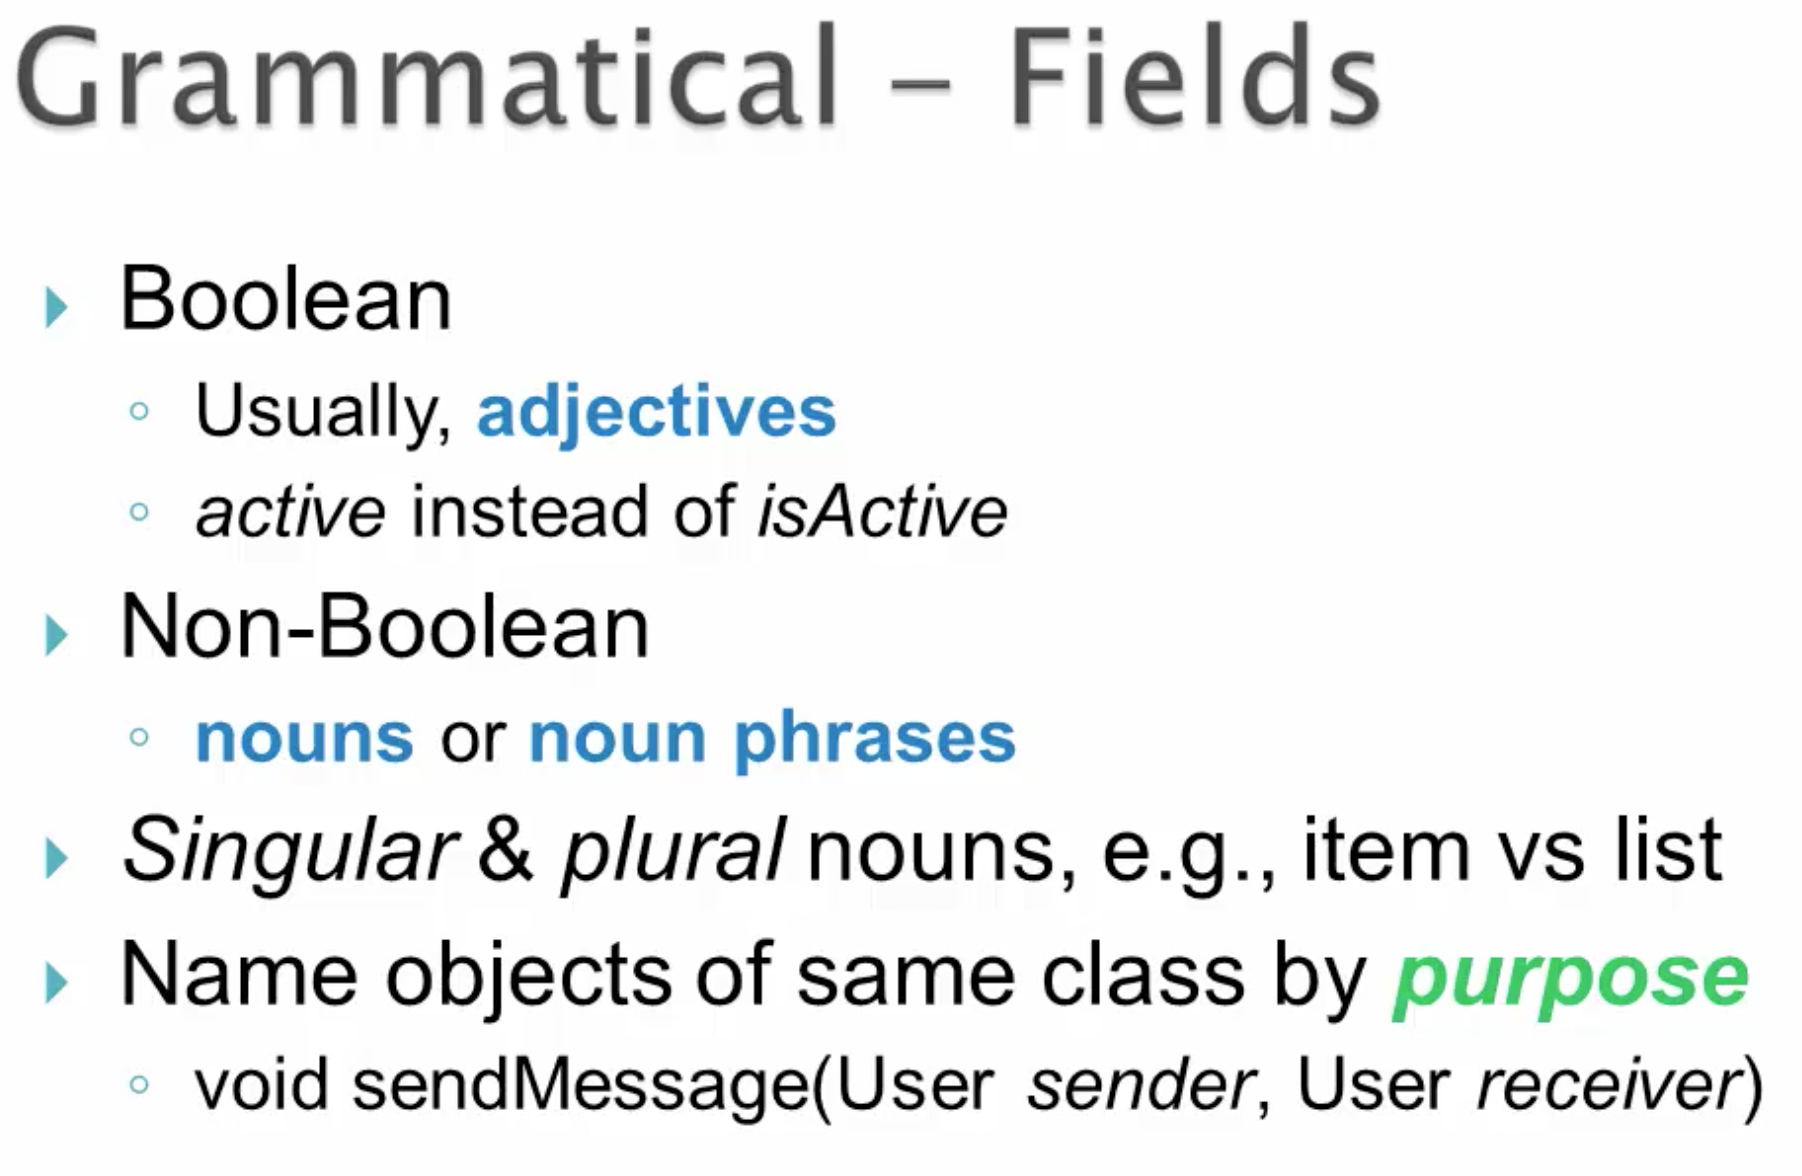 Grammatical – Fields
Boolean
Usually, adjectives
active instead of isActive
Non-Boolean
nouns or noun phrases
Singular & plural nouns, e.g., item vs list
Name objects of same class by purpose
void sendMessage(User sender, User receiver)